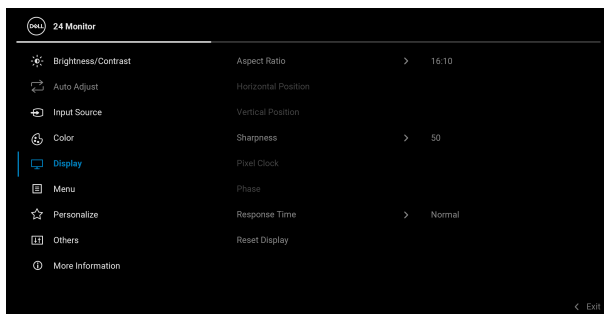 DELL 24 Monitor
Brightness/Contrast Aspect Ratio > 16:10
Auto Adjust Horizontal Position
Input Source Vertical Position
Color Sharpness > 50
Display Pixel Clock
Menu Phase
Personalize Response Time > Normal
Others Reset Display
More Information
< Exit